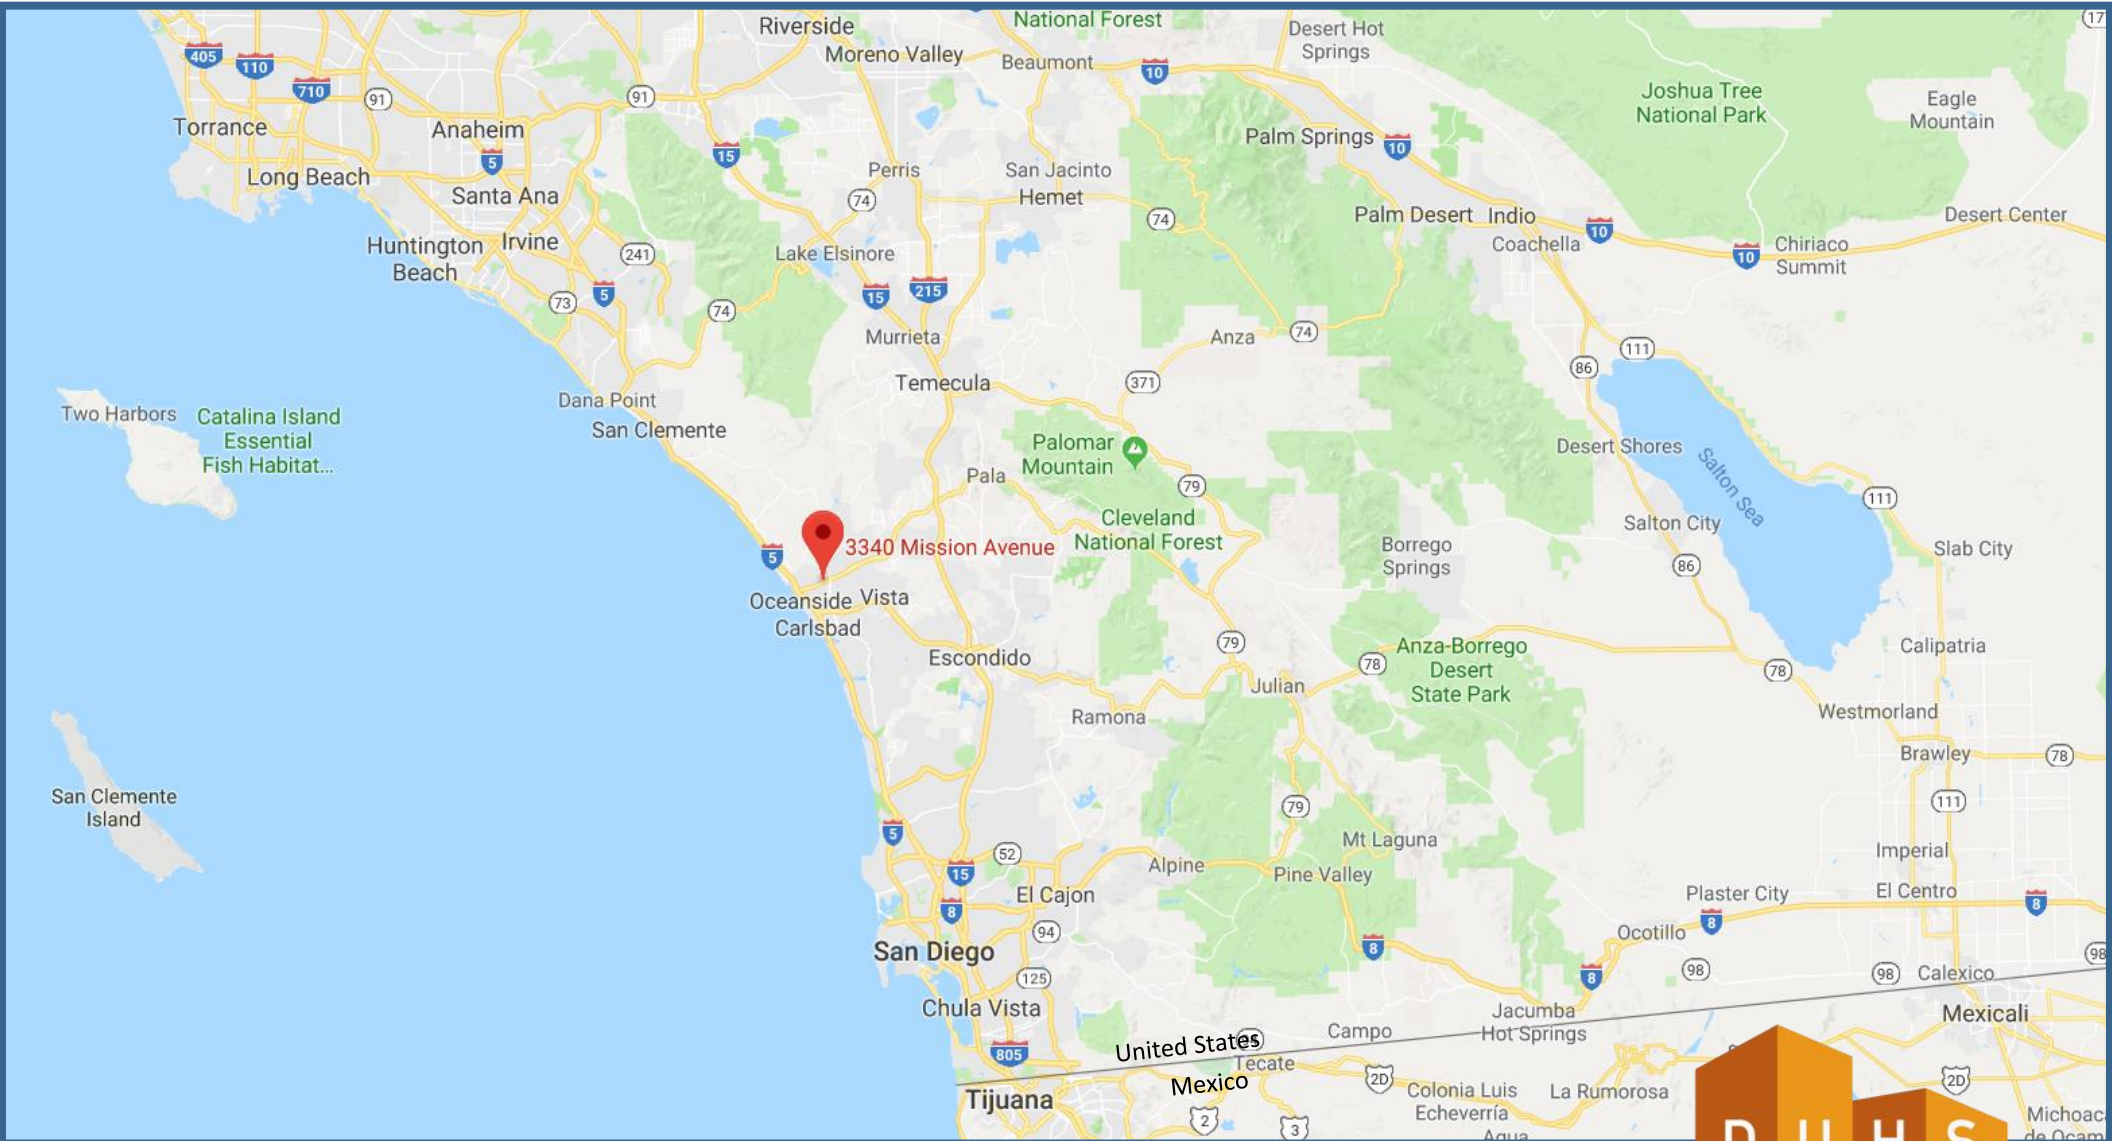 Riverside
National Forest
Moreno Valley
Beaumont
Desert Hot
Springs
17
405
110
710
91
91
10
Torrance
Anaheim
5
15
Long Beach
Santa Ana
Perris
74
San Jacinto
Hemet
74
Palm Springs
10
Joshua Tree
National Park
Eagle
Mountain
Palm Desert
Indio
Coachella
10
10
Chiriaco
Summit
Desert Center
Huntington
Beach
Irvine
241
73
5
74
Lake Elsinore
15
215
Murrieta
Temecula
Anza
74
371
86
111
Two Harbors
Catalina Island
Essential
Fish Habitat...
Dana Point
San Clemente
Pala
Palomar
Mountain
79
Cleveland
National Forest
Desert Shores
Salton Sea
111
Salton City
86
Slab City
5
3340 Mission Avenue
Borrego
Springs
Oceanside
Vista
Carlsbad
Escondido
79
78
Anza-Borrego
Desert
State Park
Julian
Ramona
78
Calipatria
Westmorland
Brawley
78
111
San Clemente
Island
79
Mt Laguna
5
52
15
8
El Cajon
94
Alpine
Pine Valley
8
Imperial
Plaster City
El Centro
8
8
Ocotillo
98
98
98
Calexico
8
San Diego
125
Chula Vista
805
Jacumba
Hot Springs
Campo
United States
Mexico
Tecate
Mexicali
Tijuana
2D
Colonia Luis
Echeverría
La Rumorosa
2D
2
3
Agua
Michoac
de Ocam
DUHS